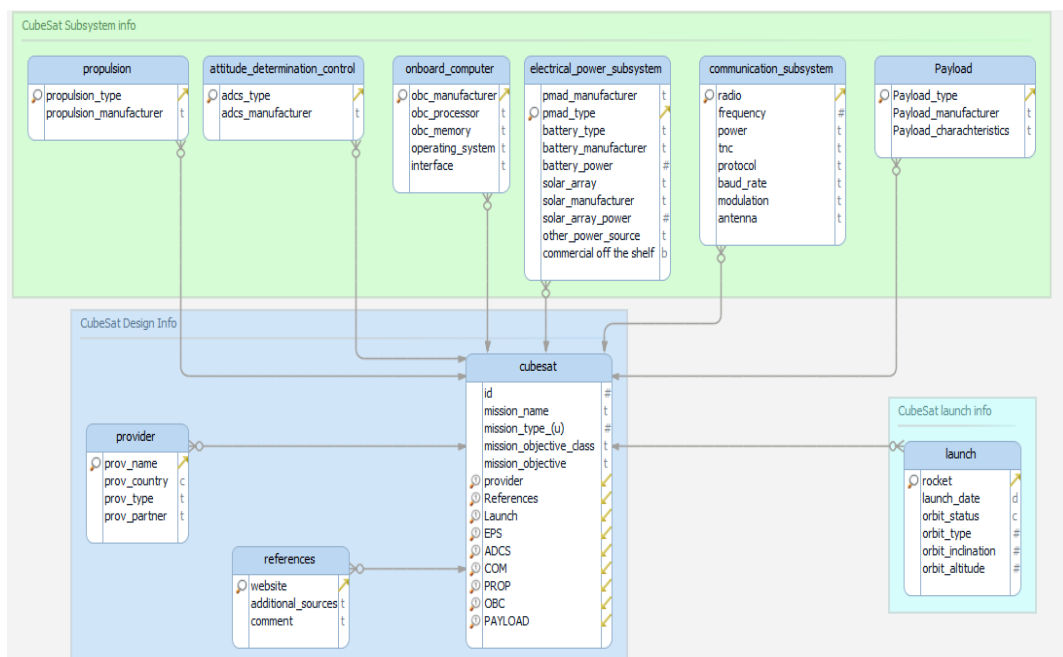 CubeSat Subsystem info
propulsion
propulsion_type
propulsion_manufacturer t
attitude_determination_control
adcs_type
adcs_manufacturer t
onboard_computer
obc_manufacturer
obc_processor t
obc_memory t
operating_system t
interface t
electrical_power_subsystem
pmad_manufacturer t
pmad_type
battery_type t
battery_manufacturer t
battery_power #
solar_array t
solar_manufacturer t
solar_array_power #
other_power_source t
commercial off the shelf b
communication_subsystem
radio
frequency #
power t
tnc t
protocol t
baud_rate t
modulation t
antenna t
Payload
Payload_type
Payload_manufacturer t
Payload_charachteristics t
CubeSat Design Info
cubesat
id #
mission_name t
mission_type_(u) #
mission_objective_class t
mission_objective t
provider
References
Launch
EPS
ADCS
COM
PROP
OBC
PAYLOAD
provider
prov_name
prov_country c
prov_type t
prov_partner t
references
website
additional_sources t
comment t
CubeSat launch info
launch
rocket
launch_date d
orbit_status c
orbit_type #
orbit_inclination #
orbit_altitude #